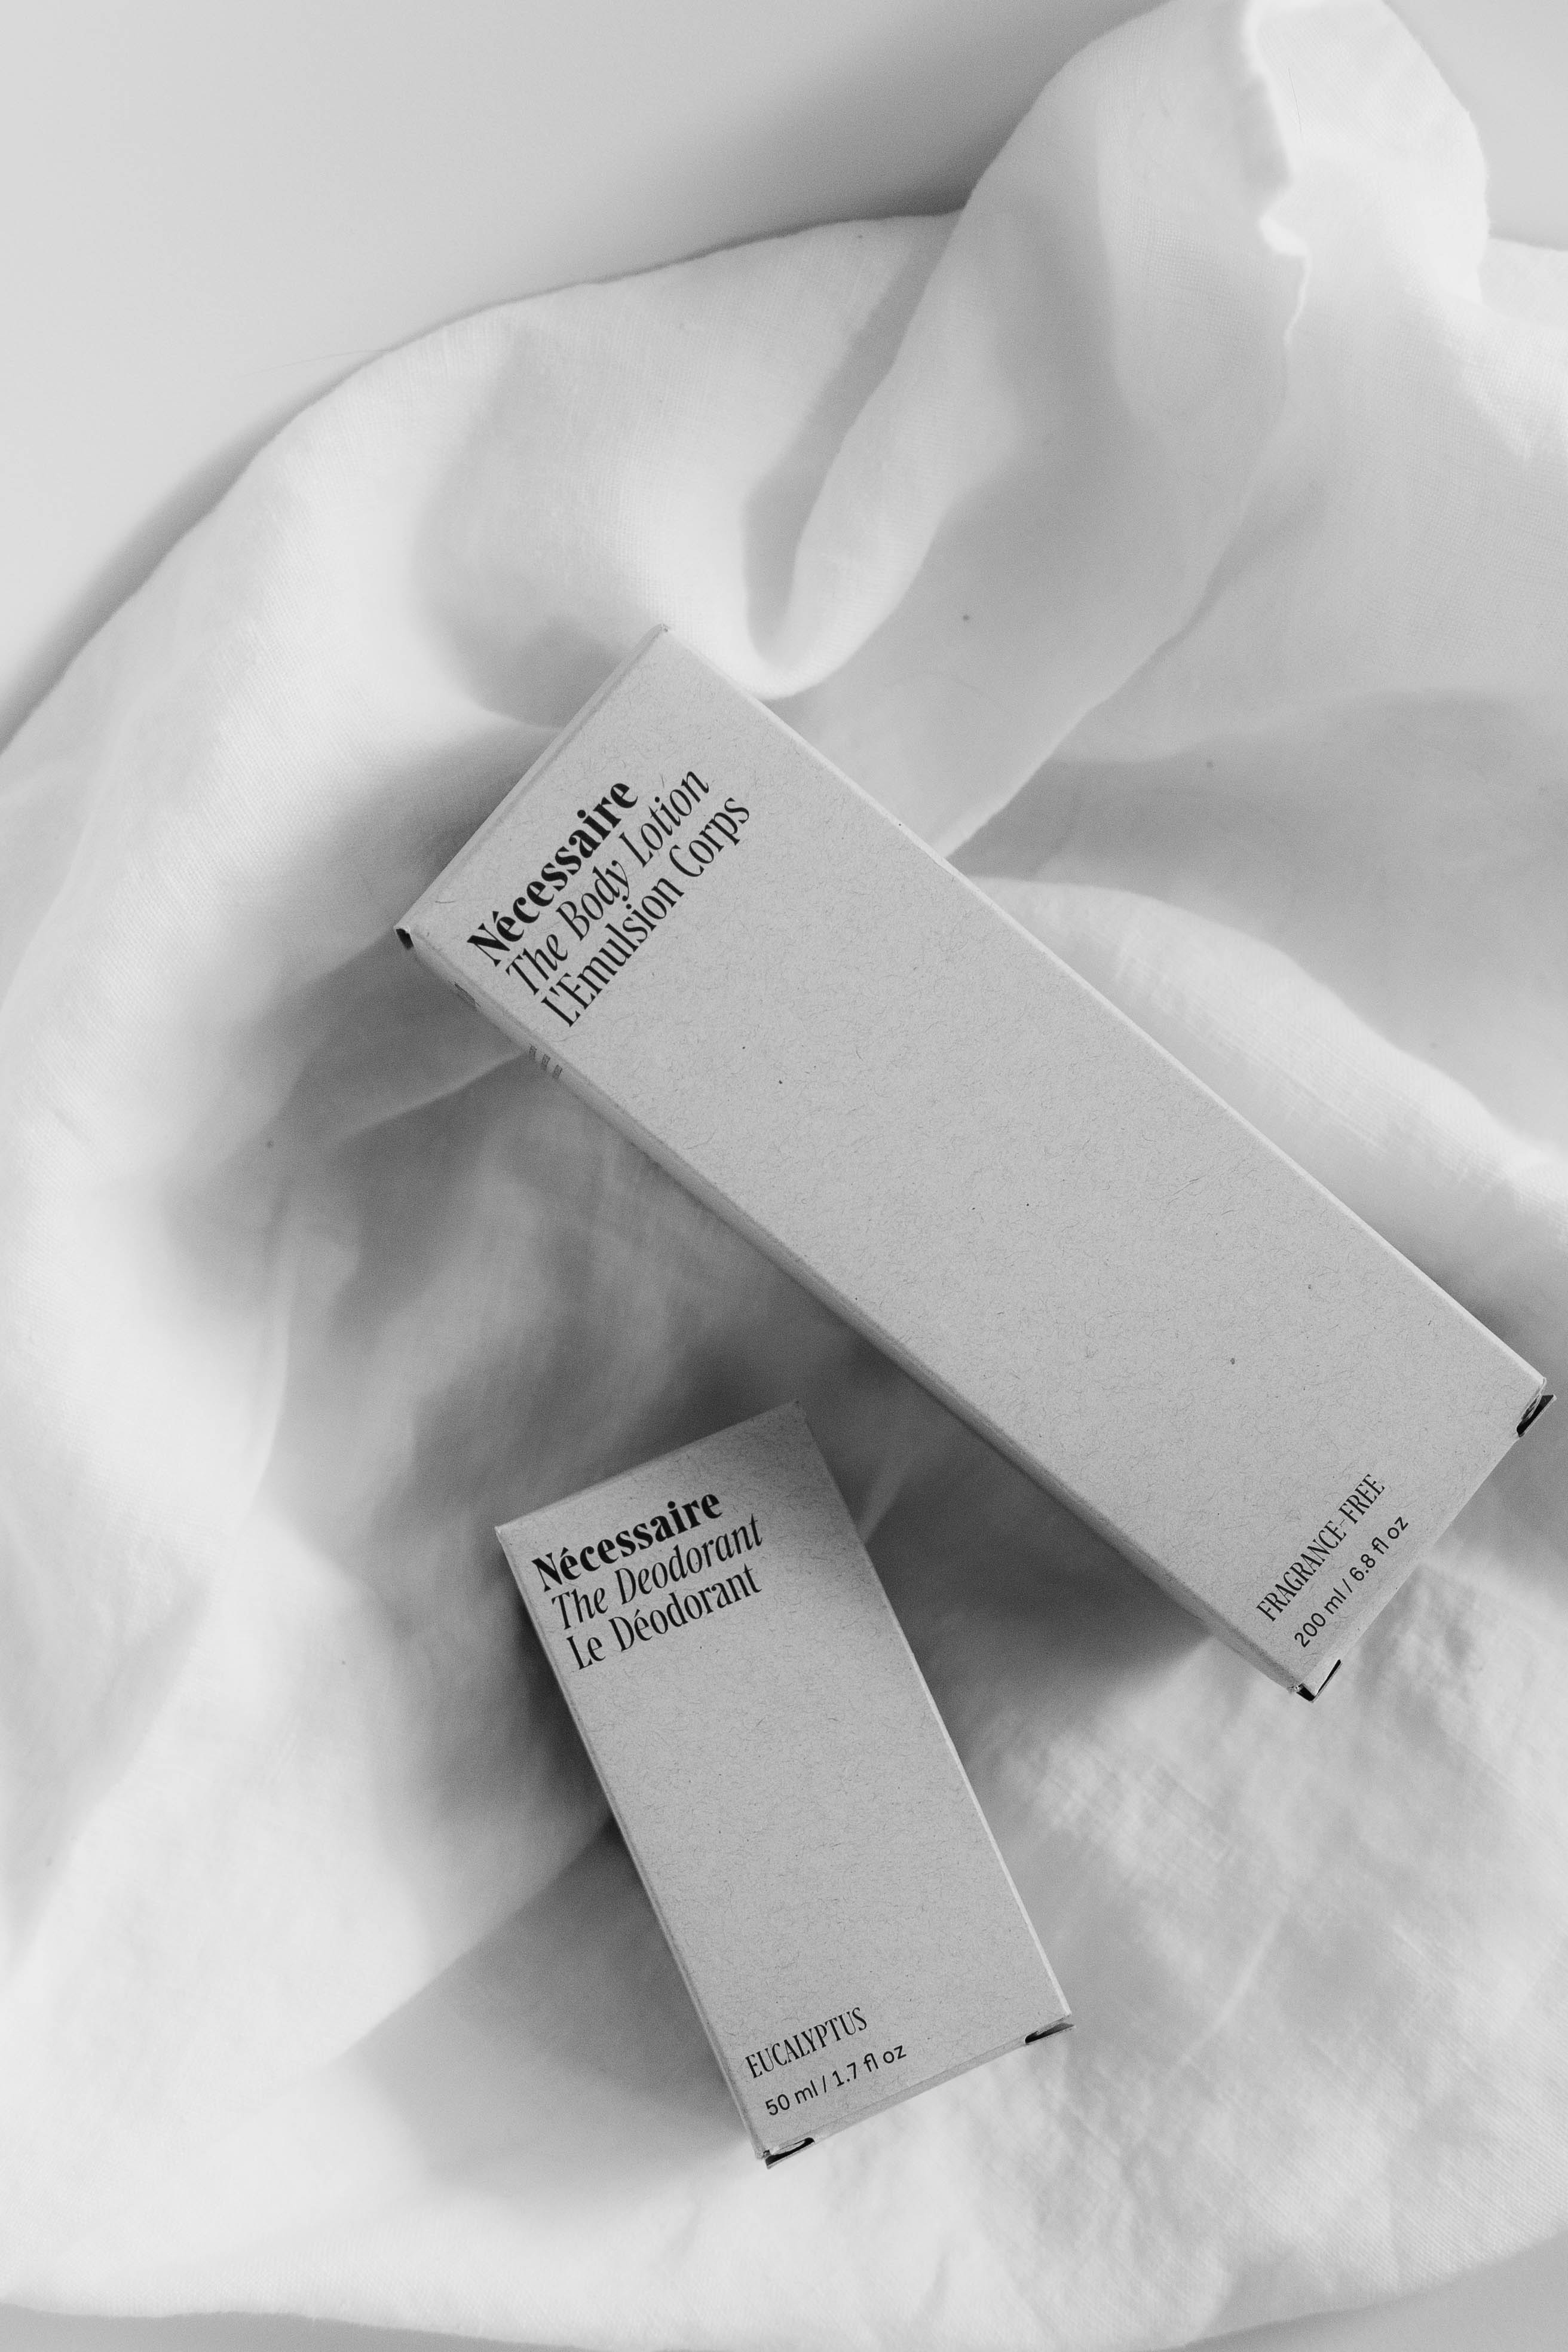 Nécessaire
The Body Lotion
L'Emulsion Corps
FRAGRANCE-FREE
200 ml / 6.8 fl oz
Nécessaire
The Deodorant
Le Déodorant
EUCALYPTUS
50 ml / 1.7 fl oz